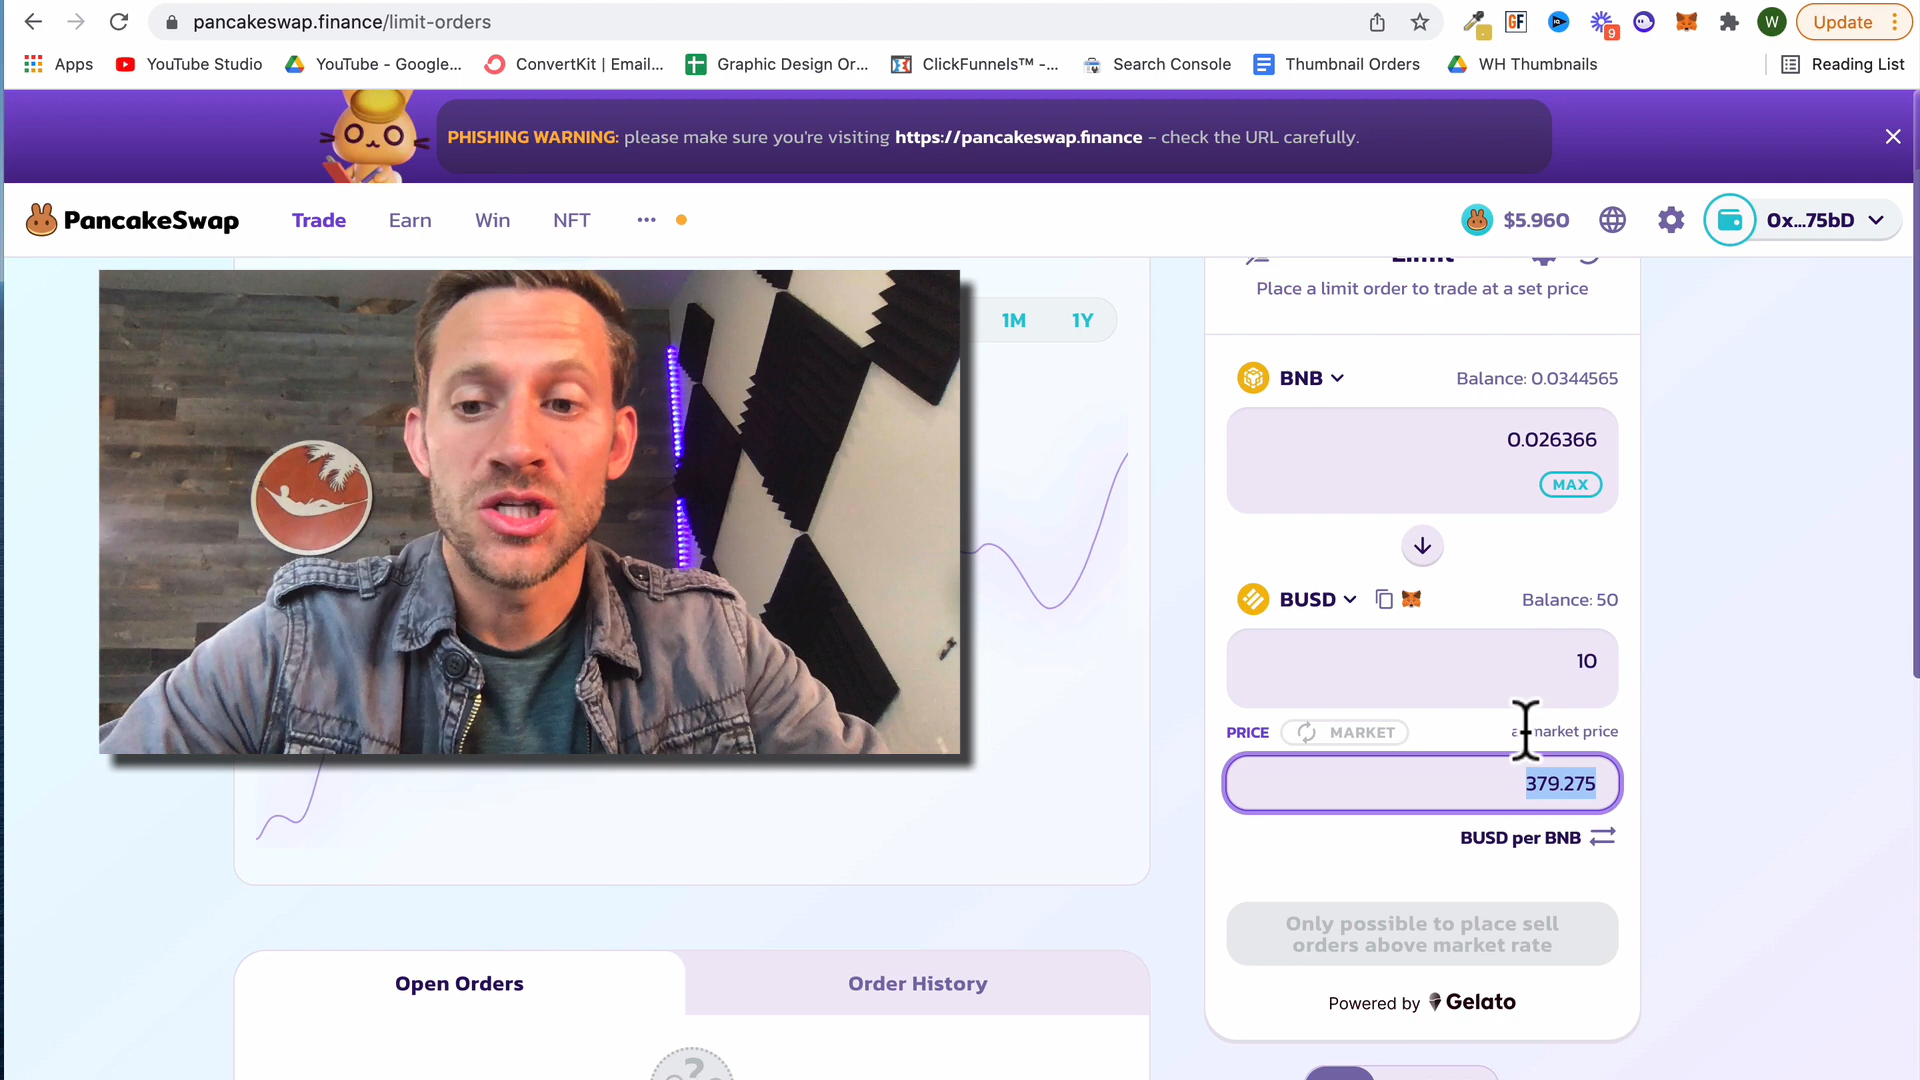 pancakeswap.finance/limit-orders
GF
9
W
Update
Apps
YouTube Studio
YouTube - Google...
ConvertKit | Email...
Graphic Design Or...
ClickFunnels™ -...
Search Console
Thumbnail Orders
WH Thumbnails
Reading List
PHISHING WARNING: please make sure you're visiting https://pancakeswap.finance - check the URL carefully.
PancakeSwap
Trade
Earn
Win
NFT
$5.960
0x...75bD
1M
1Y
Limit
Place a limit order to trade at a set price
BNB
Balance: 0.0344565
0.026366
MAX
BUSD
Balance: 50
10
PRICE
MARKET
market price
379.275
BUSD per BNB
Only possible to place sell
orders above market rate
Powered by Gelato
Open Orders
Order History
?